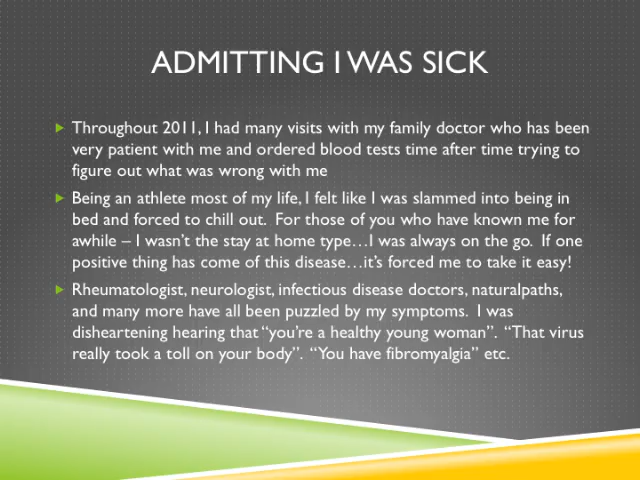 ADMITTING I WAS SICK
Throughout 2011, I had many visits with my family doctor who has been
very patient with me and ordered blood tests time after time trying to
figure out what was wrong with me
Being an athlete most of my life, I felt like I was slammed into being in
bed and forced to chill out.  For those of you who have known me for
awhile – I wasn't the stay at home type…I was always on the go.  If one
positive thing has come of this disease…it's forced me to take it easy!
Rheumatologist, neurologist, infectious disease doctors, naturalpaths,
and many more have all been puzzled by my symptoms.  I was
disheartening hearing that “you're a healthy young woman”.  “That virus
really took a toll on your body”.  “You have fibromyalgia” etc.